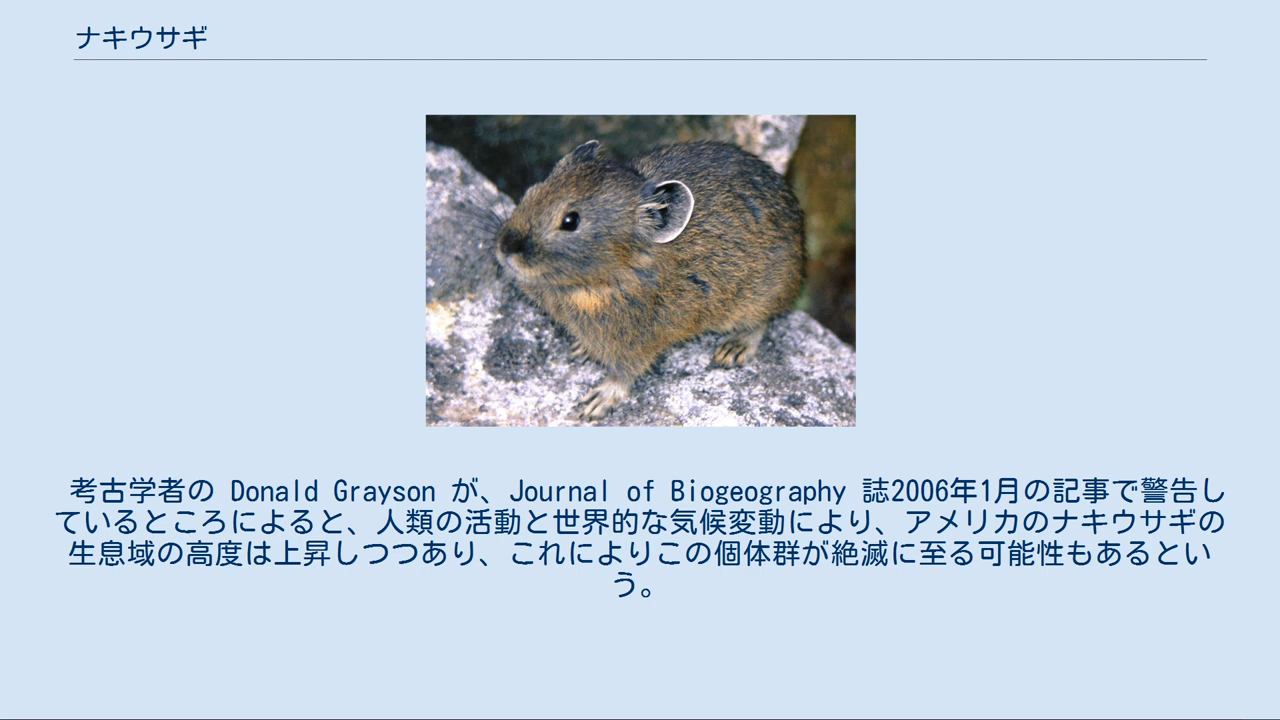 ナキウサギ
考古学者の Donald Grayson が、Journal of Biogeography 誌2006年1月の記事で警告し
ているところによると、人類の活動と世界的な気候変動により、アメリカのナキウサギの
生息域の高度は上昇しつつあり、これによりこの個体群が絶滅に至る可能性もあるとい
う。